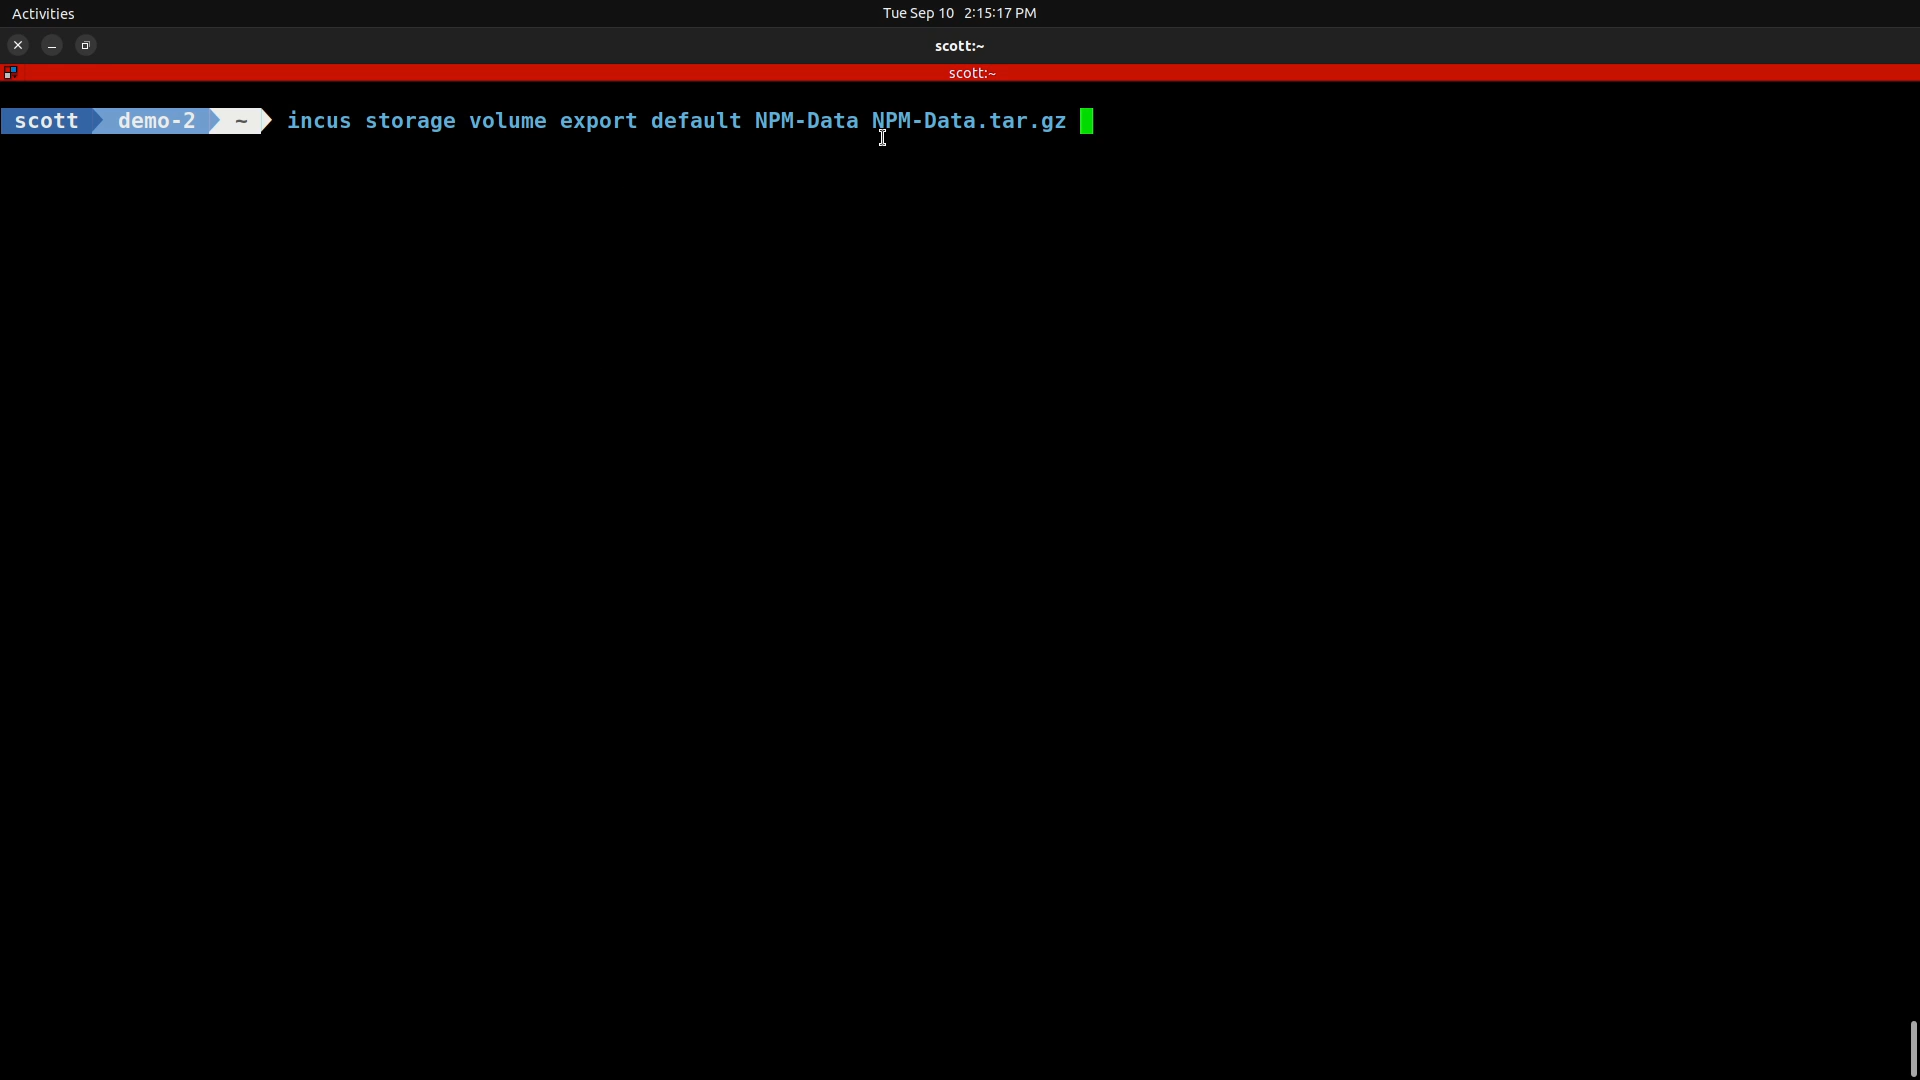 Activities
Tue Sep 10 2:15:17 PM
scott:~
scott:~
scott demo-2 ~ incus storage volume export default NPM-Data NPM-Data.tar.gz